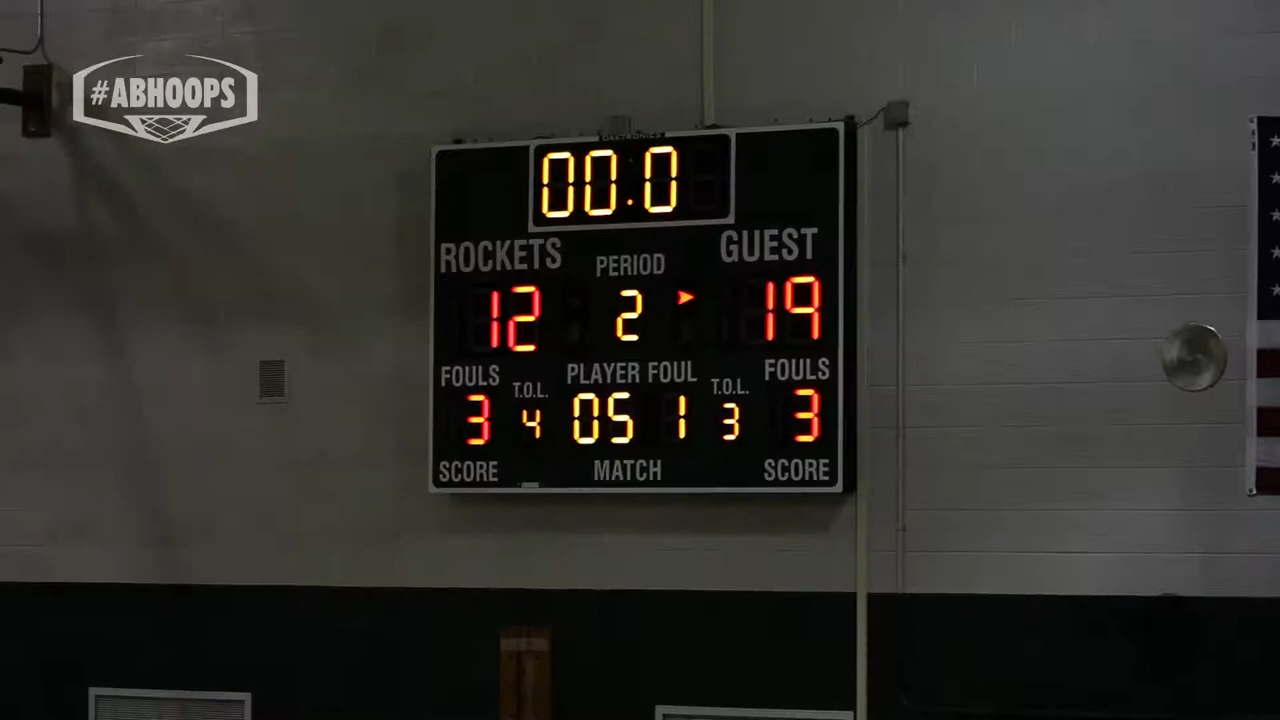 #ABHOOPS
DAKTRONICS
00.0
ROCKETS PERIOD GUEST
12 2 19
FOULS T.O.L. PLAYER FOUL T.O.L. FOULS
3 4 05 1 3 3
SCORE MATCH SCORE